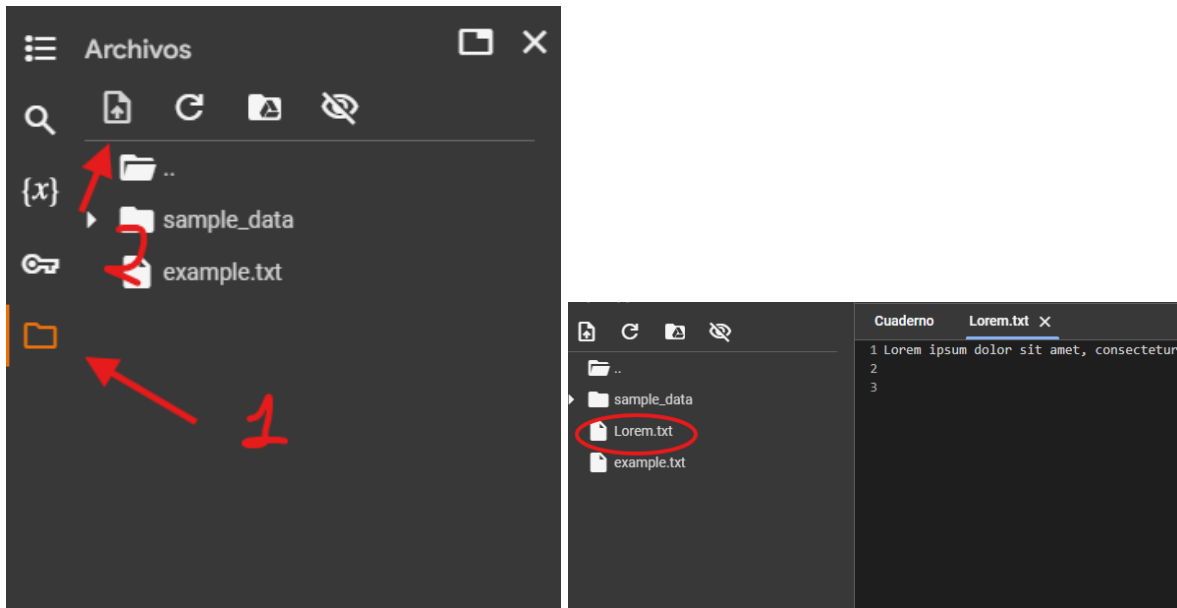 Archivos
..
{x}
sample_data
2
example.txt
1
Cuaderno Lorem.txt
1 Lorem ipsum dolor sit amet, consectetur
..
2
3
sample_data
Lorem.txt
example.txt